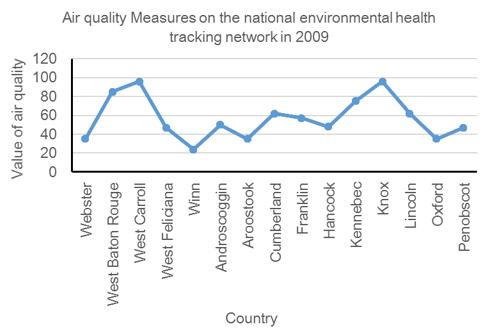 Air quality Measures on the national environmental health
tracking network in 2009
Value of air quality
120
100
80
60
40
20
0
Webster
West Baton Rouge
West Carroll
West Feliciana
Winn
Androscoggin
Aroostook
Cumberland
Franklin
Hancock
Kennebec
Knox
Lincoln
Oxford
Penobscot
Country